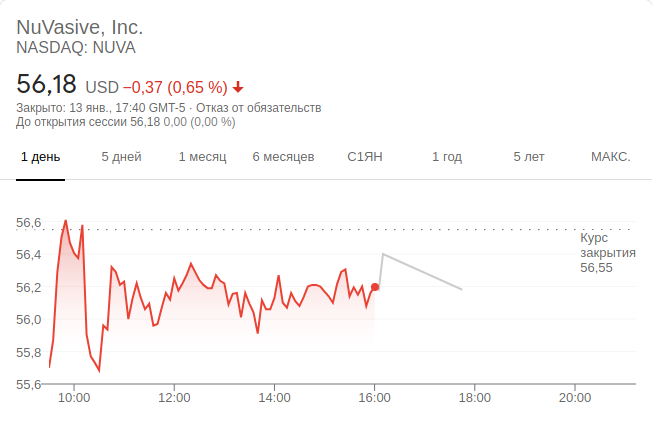 NuVasive, Inc.
NASDAQ: NUVA
56,18 USD −0,37 (0,65 %)
Закрыто: 13 янв., 17:40 GMT-5 · Отказ от обязательств
До открытия сессии 56,18 0,00 (0,00 %)
1 день 5 дней 1 месяц 6 месяцев С1ЯН 1 год 5 лет МАКС.
56,6
Курс
закрытия
56,55
56,4
56,2
56,0
55,8
55,6
10:00 12:00 14:00 16:00 18:00 20:00